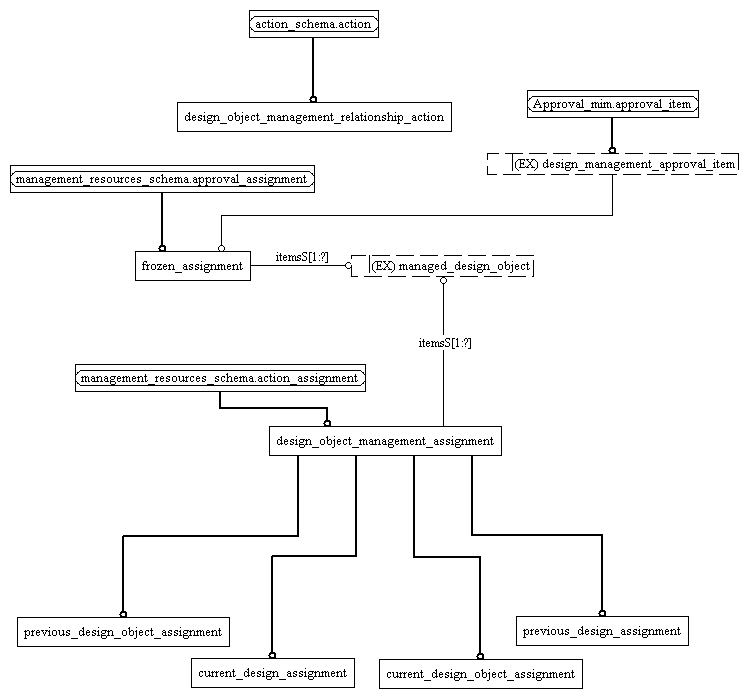 action_schema.action
Approval_mim.approval_item
design_object_management_relationship_action
(EX) design_management_approval_item
management_resources_schema.approval_assignment
itemsS[1:?]
frozen_assignment
(EX) managed_design_object
itemsS[1:?]
management_resources_schema.action_assignment
design_object_management_assignment
previous_design_object_assignment
previous_design_assignment
current_design_assignment
current_design_object_assignment